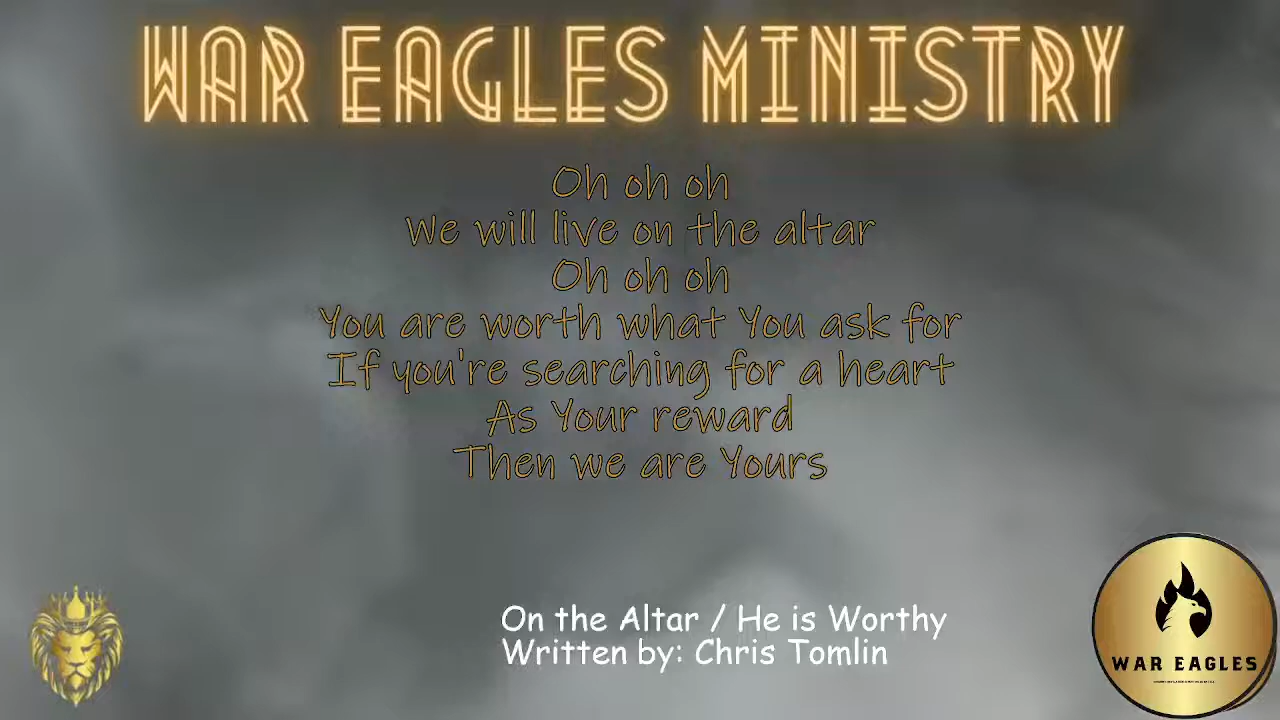 WAR EAGLES MINISTRY
Oh oh oh
We will live on the altar
Oh oh oh
You are worth what You ask for
If you're searching for a heart
As Your reward
Then we are Yours
On the Altar / He is Worthy
Written by: Chris Tomlin
WAR EAGLES